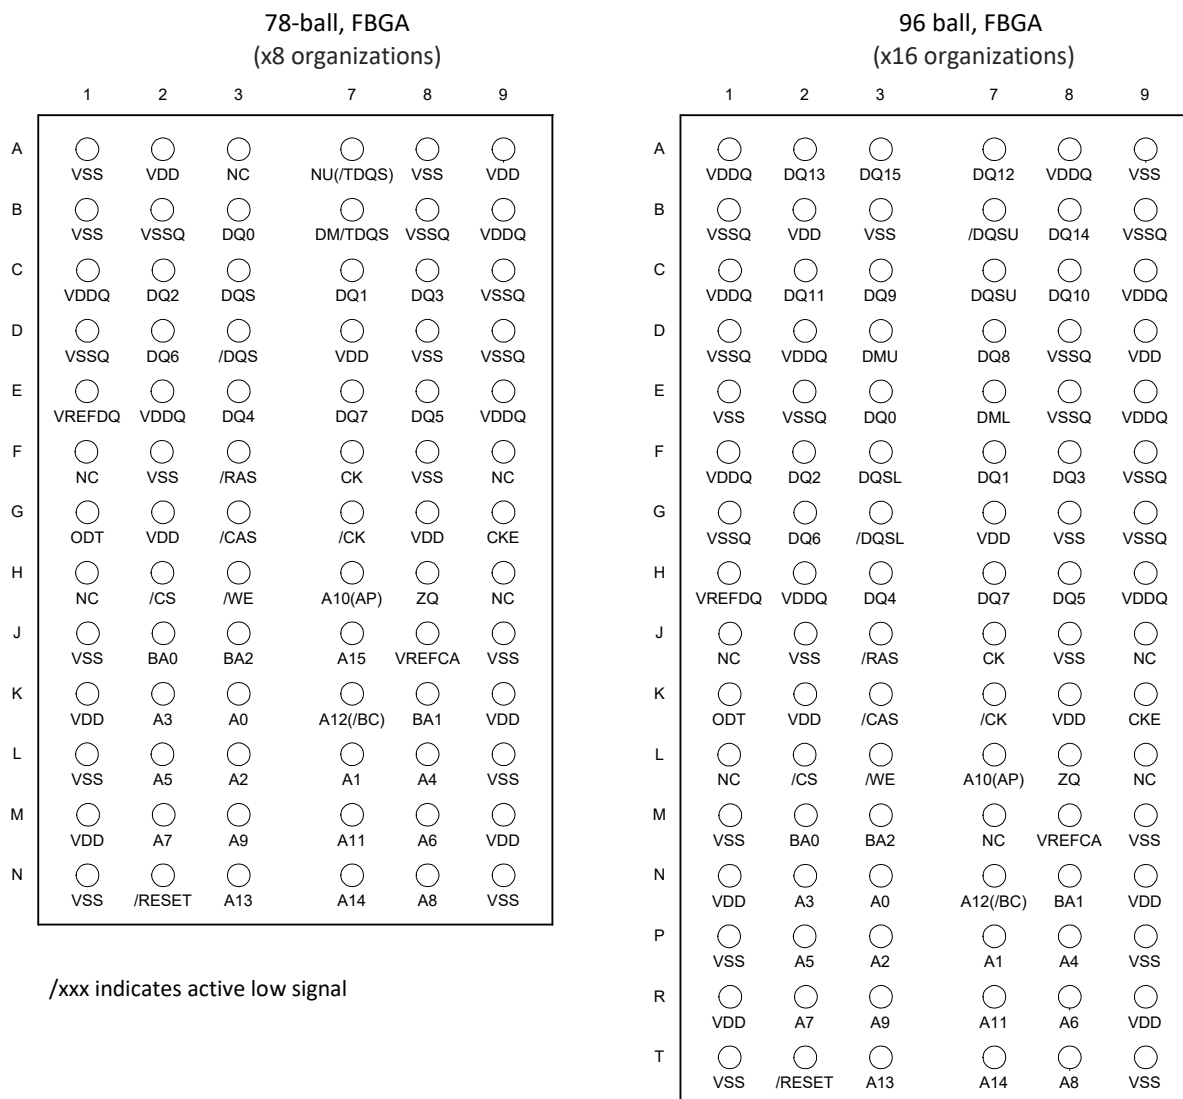 78-ball, FBGA
(x8 organizations)
1 2 3 7 8 9
A
VSS VDD NC NU(/TDQS) VSS VDD
B
VSS VSSQ DQ0 DM/TDQS VSSQ VDDQ
C
VDDQ DQ2 DQS DQ1 DQ3 VSSQ
D
VSSQ DQ6 /DQS VDD VSS VSSQ
E
VREFDQ VDDQ DQ4 DQ7 DQ5 VDDQ
F
NC VSS /RAS CK VSS NC
G
ODT VDD /CAS /CK VDD CKE
H
NC /CS /WE A10(AP) ZQ NC
J
VSS BA0 BA2 A15 VREFCA VSS
K
VDD A3 A0 A12(/BC) BA1 VDD
L
VSS A5 A2 A1 A4 VSS
M
VDD A7 A9 A11 A6 VDD
N
VSS /RESET A13 A14 A8 VSS
/xxx indicates active low signal
96 ball, FBGA
(x16 organizations)
1 2 3 7 8 9
A
VDDQ DQ13 DQ15 DQ12 VDDQ VSS
B
VSSQ VDD VSS /DQSU DQ14 VSSQ
C
VDDQ DQ11 DQ9 DQSU DQ10 VDDQ
D
VSSQ VDDQ DMU DQ8 VSSQ VDD
E
VSS VSSQ DQ0 DML VSSQ VDDQ
F
VDDQ DQ2 DQSL DQ1 DQ3 VSSQ
G
VSSQ DQ6 /DQSL VDD VSS VSSQ
H
VREFDQ VDDQ DQ4 DQ7 DQ5 VDDQ
J
NC VSS /RAS CK VSS NC
K
ODT VDD /CAS /CK VDD CKE
L
NC /CS /WE A10(AP) ZQ NC
M
VSS BA0 BA2 NC VREFCA VSS
N
VDD A3 A0 A12(/BC) BA1 VDD
P
VSS A5 A2 A1 A4 VSS
R
VDD A7 A9 A11 A6 VDD
T
VSS /RESET A13 A14 A8 VSS